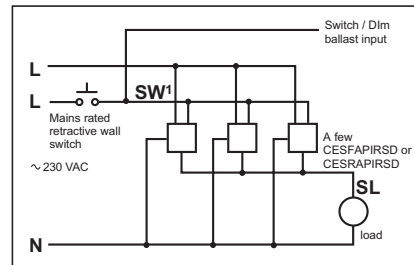 Switch / DIm
ballast input
L
L
SW¹
Mains rated
retractive wall
switch
A few
CESFAPIRSD or
CESRAPIRSD
~ 230 VAC
SL
load
N